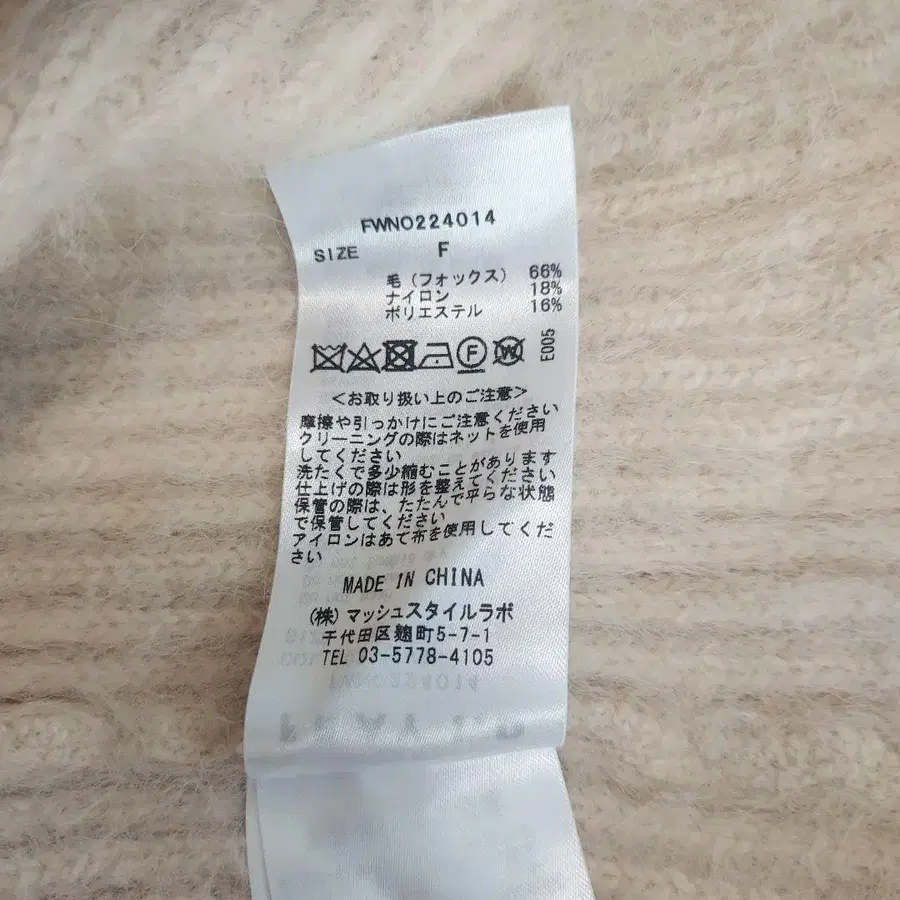 FWNO224014
SIZE F
毛(フォックス) 66%
ナイロン 18%
ポリエステル 16%
F W E005
<お取り扱い上のご注意>
摩擦や引っかけにご注意ください
クリーニングの際はネットを使用
してください
洗たくで多少縮むことがあります
仕上げの際は形を整えてください
保管の際は、たたんで平らな状態
で保管してください
アイロンはあて布を使用してくだ
さい
MADE IN CHINA
(株)マッシュスタイルラボ
千代田区麹町5-7-1
TEL 03-5778-4105